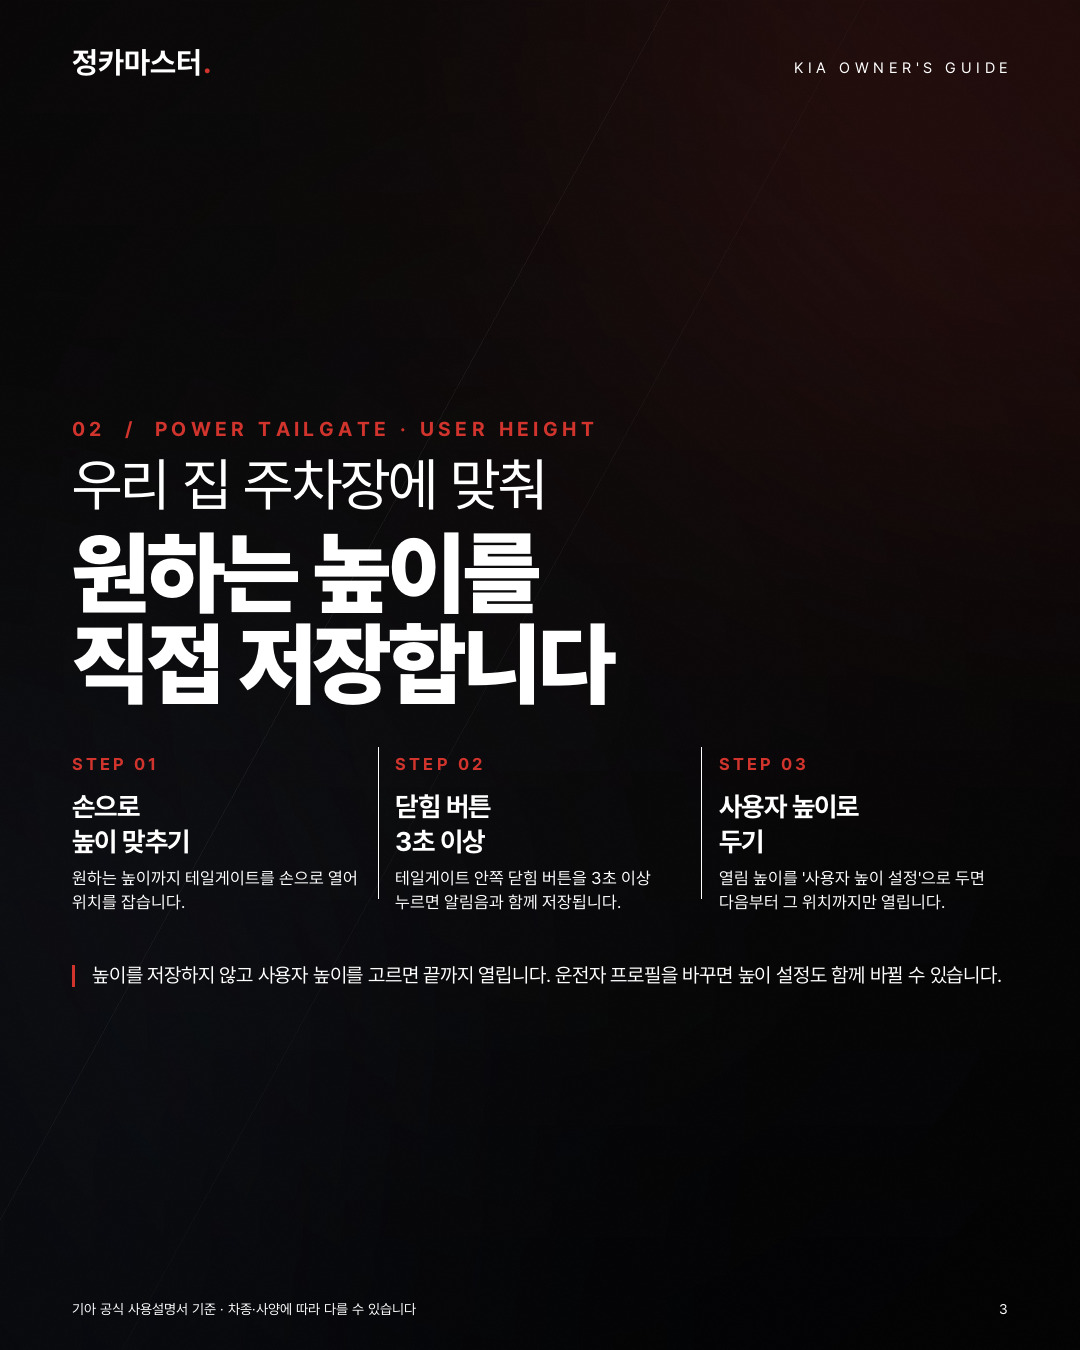 정카마스터.
KIA OWNER'S GUIDE
02 / POWER TAILGATE · USER HEIGHT
우리 집 주차장에 맞춰
원하는 높이를
직접 저장합니다
STEP 01
손으로
높이 맞추기
원하는 높이까지 테일게이트를 손으로 열어
위치를 잡습니다.
STEP 02
닫힘 버튼
3초 이상
테일게이트 안쪽 닫힘 버튼을 3초 이상
누르면 알림음과 함께 저장됩니다.
STEP 03
사용자 높이로
두기
열림 높이를 '사용자 높이 설정'으로 두면
다음부터 그 위치까지만 열립니다.
높이를 저장하지 않고 사용자 높이를 고르면 끝까지 열립니다. 운전자 프로필을 바꾸면 높이 설정도 함께 바뀔 수 있습니다.
기아 공식 사용설명서 기준 · 차종·사양에 따라 다를 수 있습니다
3